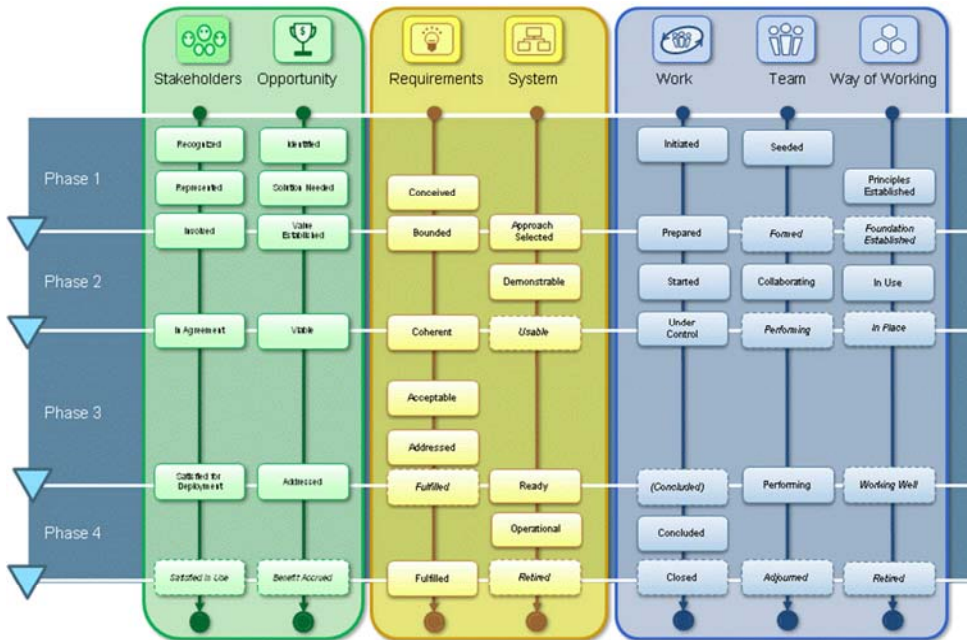 $
Stakeholders Opportunity Requirements System Work Team Way of Working
Phase 1
Recognized Identified Initiated Seeded
Represented Solution Needed Conceived Principles
Established
Involved Value
Established Bounded Approach
Selected Prepared Formed Foundation
Established
Phase 2
Demonstrable Started Collaborating In Use
In Agreement Viable Coherent Usable Under
Control Performing In Place
Phase 3
Acceptable
Addressed
Satisfied for
Deployment Addressed Fulfilled Ready (Concluded) Performing Working Well
Phase 4
Operational Concluded
Satisfied in Use Benefit Accrued Fulfilled Retired Closed Adjourned Retired